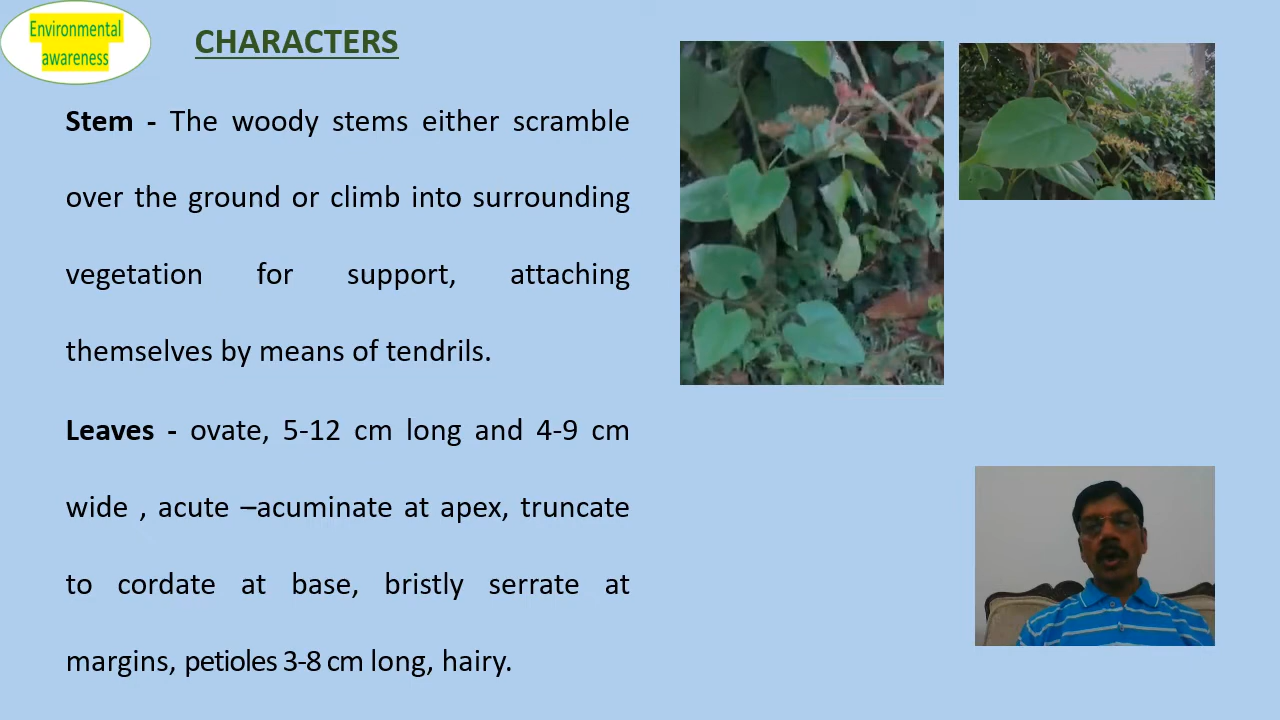 Environmental
awareness
CHARACTERS
Stem - The woody stems either scramble
over the ground or climb into surrounding
vegetation for support, attaching
themselves by means of tendrils.
Leaves - ovate, 5-12 cm long and 4-9 cm
wide , acute –acuminate at apex, truncate
to cordate at base, bristly serrate at
margins, petioles 3-8 cm long, hairy.